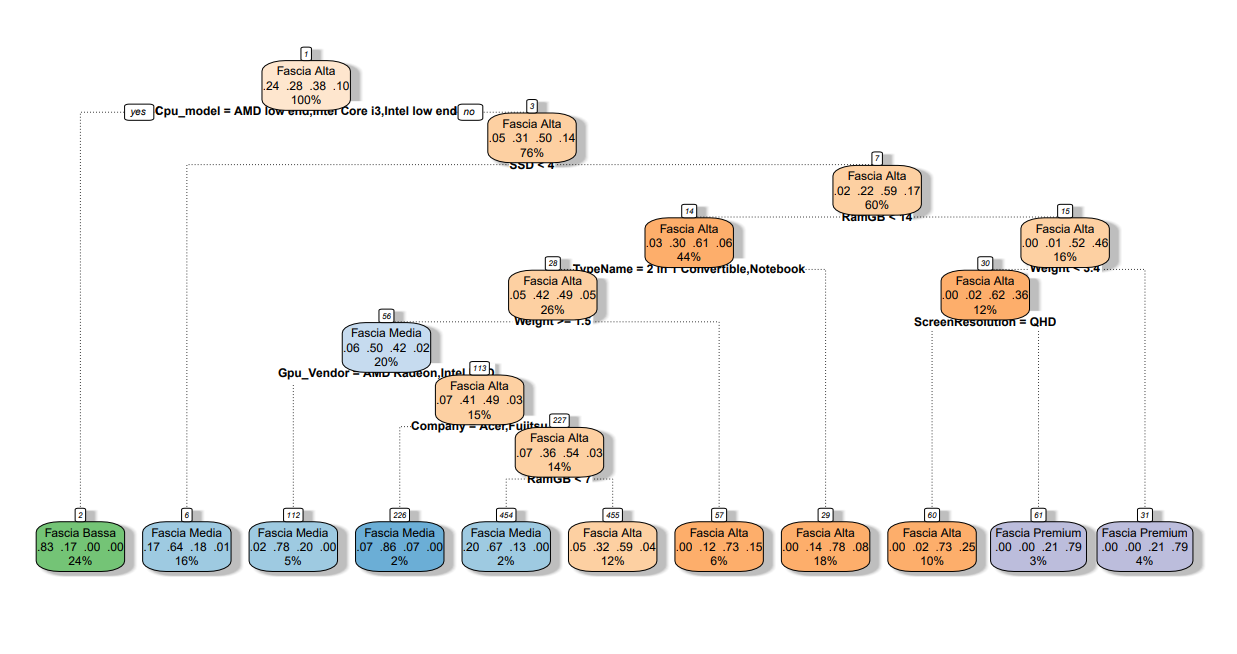 1
Fascia Alta
.24 .28 .38 .10
100%
yes
Cpu_model = AMD low end,Intel Core i3,Intel low end
no
3
Fascia Alta
.05 .31 .50 .14
76%
SSD < 4
7
Fascia Alta
.02 .22 .59 .17
60%
RamGB < 14
14
Fascia Alta
.03 .30 .61 .06
44%
TypeName = 2 in 1 Convertible,Notebook
15
Fascia Alta
.00 .01 .52 .46
16%
Weight < 3.4
28
Fascia Alta
.05 .42 .49 .05
26%
Weight >= 1.5
30
Fascia Alta
.00 .02 .62 .36
12%
ScreenResolution = QHD
56
Fascia Media
.06 .50 .42 .02
20%
Gpu_Vendor = AMD Radeon,Intel
113
Fascia Alta
.07 .41 .49 .03
15%
Company = Acer,Fujitsu
227
Fascia Alta
.07 .36 .54 .03
14%
RamGB < 7
2
Fascia Bassa
.83 .17 .00 .00
24%
6
Fascia Media
.17 .64 .18 .01
16%
112
Fascia Media
.02 .78 .20 .00
5%
226
Fascia Media
.07 .86 .07 .00
2%
454
Fascia Media
.20 .67 .13 .00
2%
455
Fascia Alta
.05 .32 .59 .04
12%
57
Fascia Alta
.00 .12 .73 .15
6%
29
Fascia Alta
.00 .14 .78 .08
18%
60
Fascia Alta
.00 .02 .73 .25
10%
61
Fascia Premium
.00 .00 .21 .79
3%
31
Fascia Premium
.00 .00 .21 .79
4%